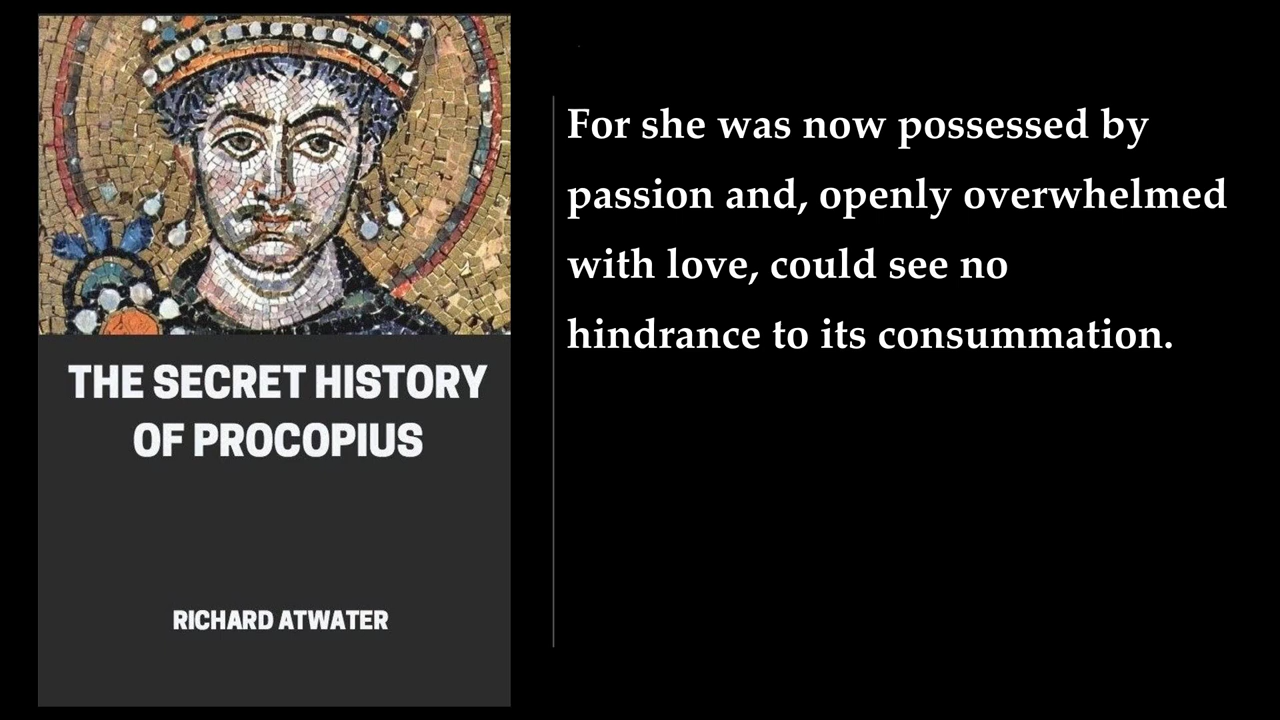 THE SECRET HISTORY
OF PROCOPIUS
RICHARD ATWATER
For she was now possessed by
passion and, openly overwhelmed
with love, could see no
hindrance to its consummation.